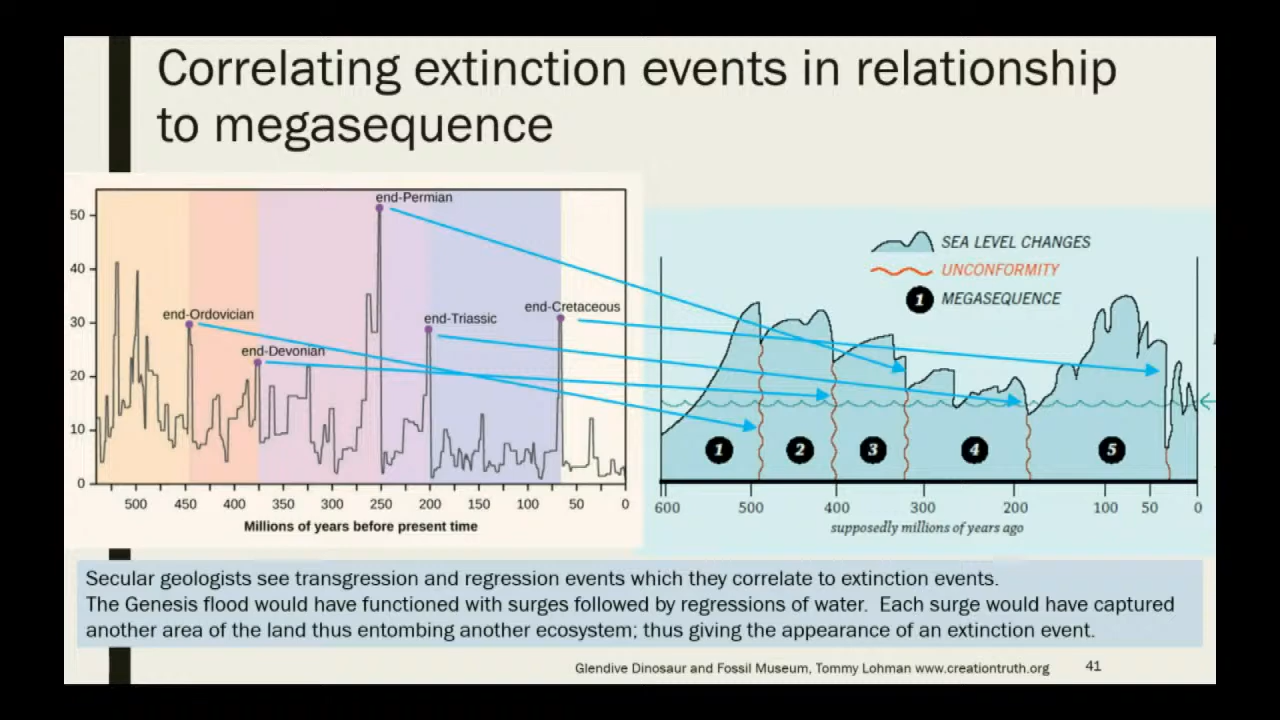 Correlating extinction events in relationship
to megasequence
50
40
30
20
10
0
end-Permian
end-Ordovician
end-Devonian
end-Triassic
end-Cretaceous
500 450 400 350 300 250 200 150 100 50 0
Millions of years before present time
SEA LEVEL CHANGES
UNCONFORMITY
1 MEGASEQUENCE
1 2 3 4 5
600 500 400 300 200 100 50 0
supposedly millions of years ago
Secular geologists see transgression and regression events which they correlate to extinction events.
The Genesis flood would have functioned with surges followed by regressions of water. Each surge would have captured
another area of the land thus entombing another ecosystem; thus giving the appearance of an extinction event.
Glendive Dinosaur and Fossil Museum, Tommy Lohman www.creationtruth.org 41